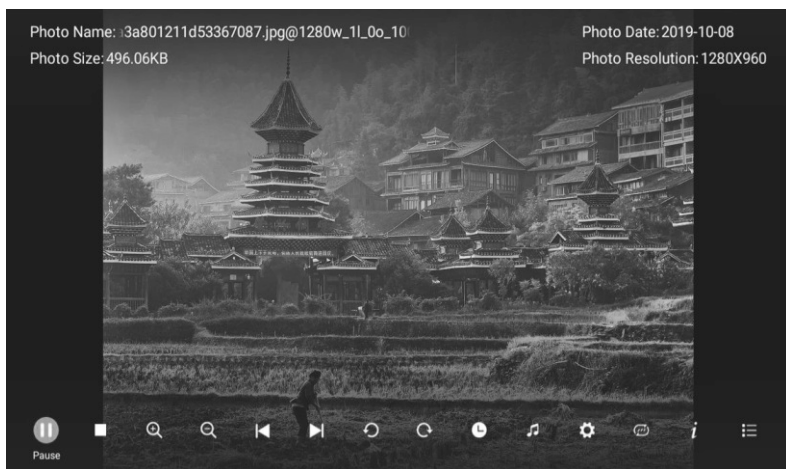 Photo Name: 3a801211d53367087.jpg@1280w_1l_0o_10
Photo Size: 496.06KB
Photo Date: 2019-10-08
Photo Resolution: 1280X960
Pause